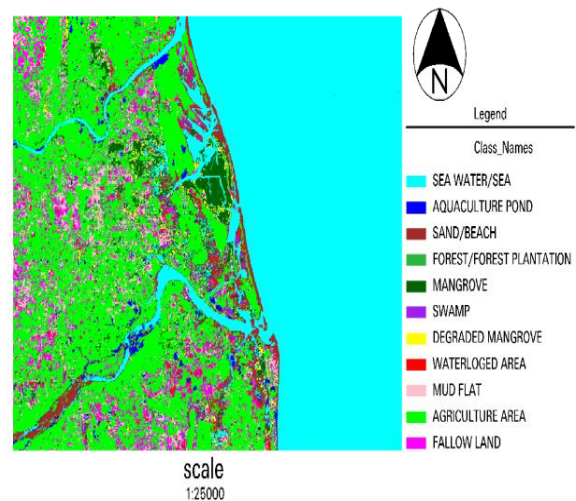 N
Legend
Class_Names
SEA WATER/SEA
AQUACULTURE POND
SAND/BEACH
FOREST/FOREST PLANTATION
MANGROVE
SWAMP
DEGRADED MANGROVE
WATERLOGED AREA
MUD FLAT
AGRICULTURE AREA
FALLOW LAND
scale
1:25000